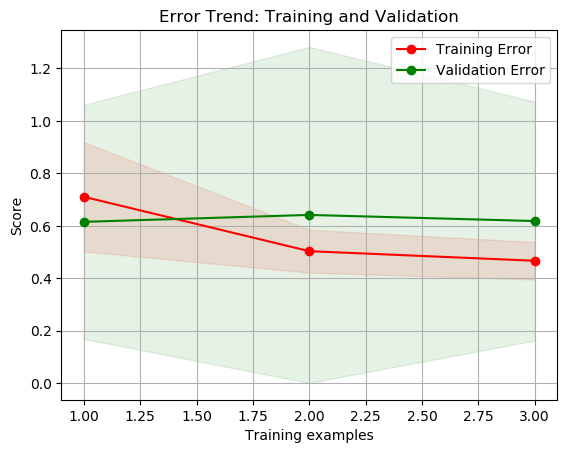 Error Trend: Training and Validation
Training Error
Validation Error
Score
1.2
1.0
0.8
0.6
0.4
0.2
0.0
1.00 1.25 1.50 1.75 2.00 2.25 2.50 2.75 3.00
Training examples